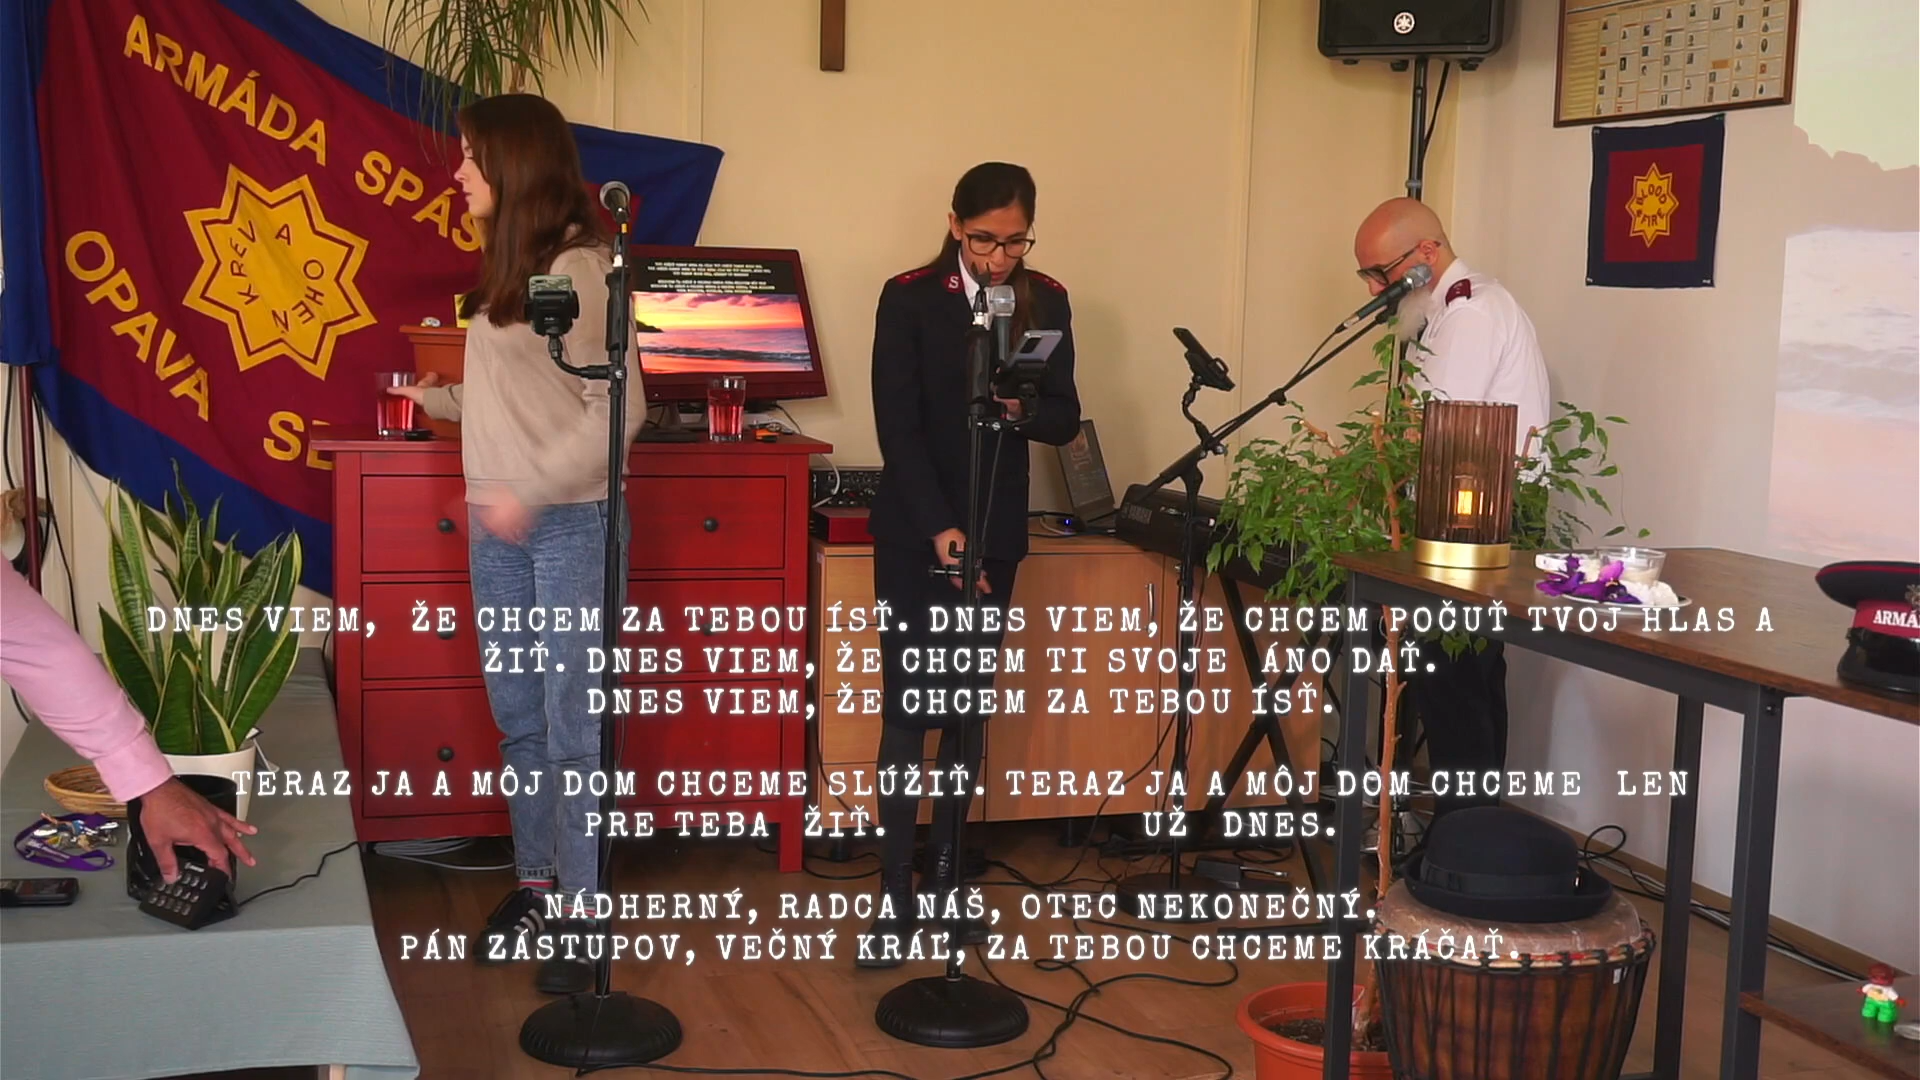 ARMÁDA SPÁS
OPAVA
KREV A OHEŇ
S
BLOOD
FIRE
YAMAHA
ARMÁ
DNES VIEM, ŽE CHCEM ZA TEBOU ÍSŤ. DNES VIEM, ŽE CHCEM POČUŤ TVOJ HLAS A
ŽIŤ. DNES VIEM, ŽE CHCEM TI SVOJE ÁNO DAŤ.
DNES VIEM, ŽE CHCEM ZA TEBOU ÍSŤ.
TERAZ JA A MÔJ DOM CHCEME SLÚŽIŤ. TERAZ JA A MÔJ DOM CHCEME LEN
PRE TEBA ŽIŤ. UŽ DNES.
NÁDHERNÝ, RADCA NÁŠ, OTEC NEKONEČNÝ.
PÁN ZÁSTUPOV, VEČNÝ KRÁĽ, ZA TEBOU CHCEME KRÁČAŤ.